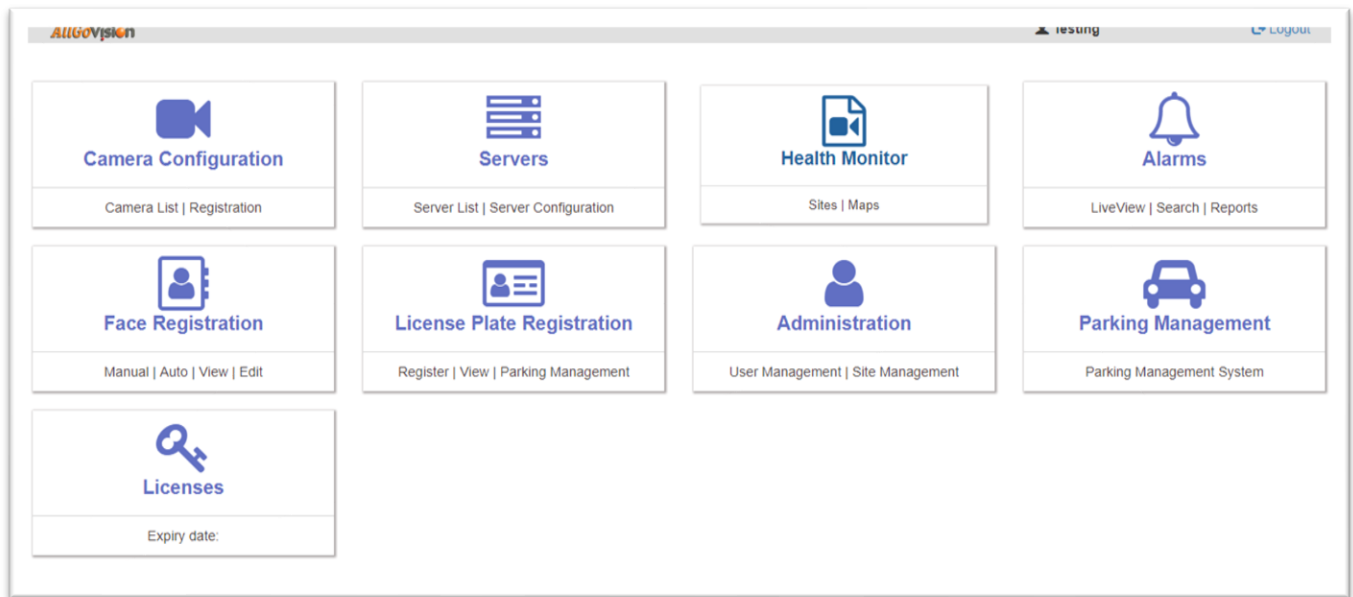 AllGoVision
Testing
Logout
Camera Configuration
Camera List | Registration
Servers
Server List | Server Configuration
Health Monitor
Sites | Maps
Alarms
LiveView | Search | Reports
Face Registration
Manual | Auto | View | Edit
License Plate Registration
Register | View | Parking Management
Administration
User Management | Site Management
Parking Management
Parking Management System
Licenses
Expiry date: